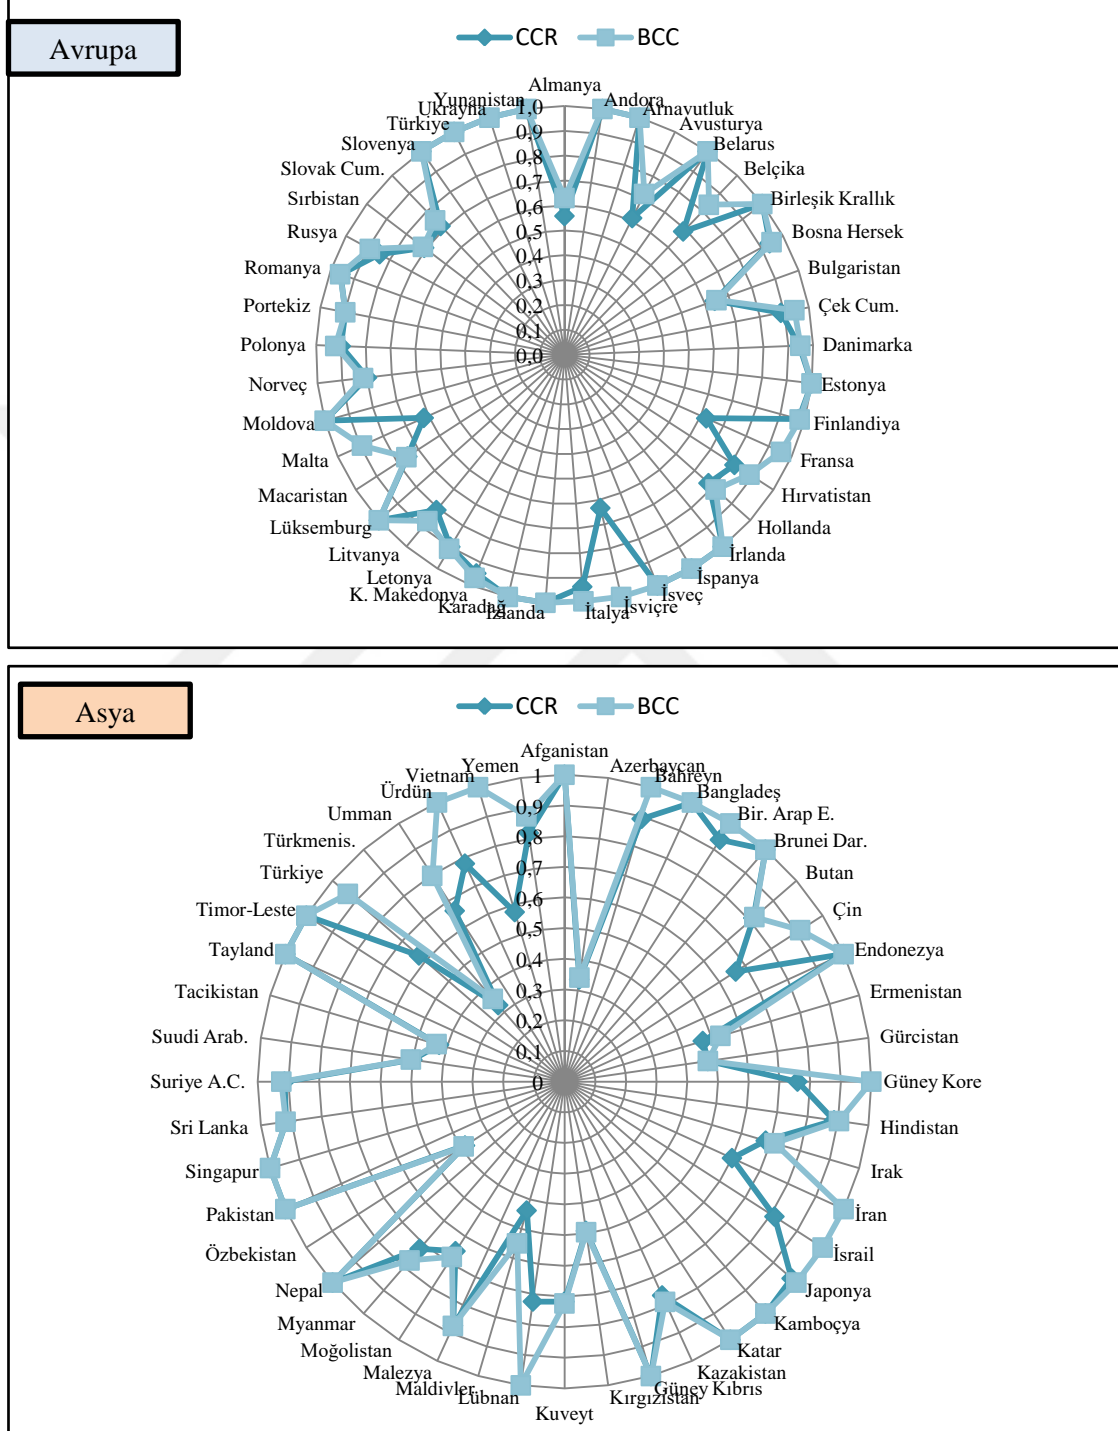 Avrupa
CCR
BCC
Almanya
Andora
Arnavutluk
Avusturya
Belarus
Belçika
Birleşik Krallık
Bosna Hersek
Bulgaristan
Çek Cum.
Danimarka
Estonya
Finlandiya
Fransa
Hırvatistan
Hollanda
İrlanda
İspanya
İsveç
İsviçre
İtalya
İzlanda
Karadağ
K. Makedonya
Letonya
Litvanya
Lüksemburg
Macaristan
Malta
Moldova
Norveç
Polonya
Portekiz
Romanya
Rusya
Sırbistan
Slovak Cum.
Slovenya
Türkiye
Ukrayna
Yunanistan
1,0
0,9
0,8
0,7
0,6
0,5
0,4
0,3
0,2
0,1
0,0
Asya
CCR
BCC
Afganistan
Azerbaycan
Bahreyn
Bangladeş
Bir. Arap E.
Brunei Dar.
Butan
Çin
Endonezya
Ermenistan
Gürcistan
Güney Kore
Hindistan
Irak
İran
İsrail
Japonya
Kamboçya
Katar
Kazakistan
Güney Kıbrıs
Kırgızistan
Kuveyt
Lübnan
Maldivler
Malezya
Moğolistan
Myanmar
Nepal
Özbekistan
Pakistan
Singapur
Sri Lanka
Suriye A.C.
Suudi Arab.
Tacikistan
Tayland
Timor-Leste
Türkiye
Türkmenis.
Umman
Ürdün
Vietnam
Yemen
1
0,9
0,8
0,7
0,6
0,5
0,4
0,3
0,2
0,1
0